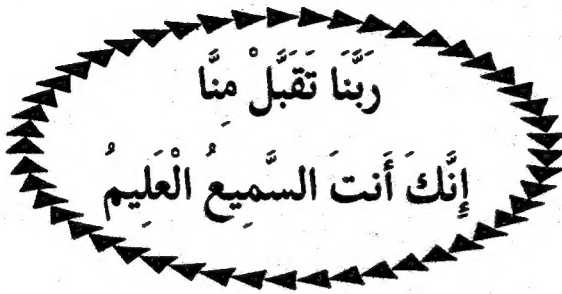 رَبَّنَا تَقَبَّلْ مِنَّا
إِنَّكَ أَنتَ السَّمِيعُ الْعَلِيمُ